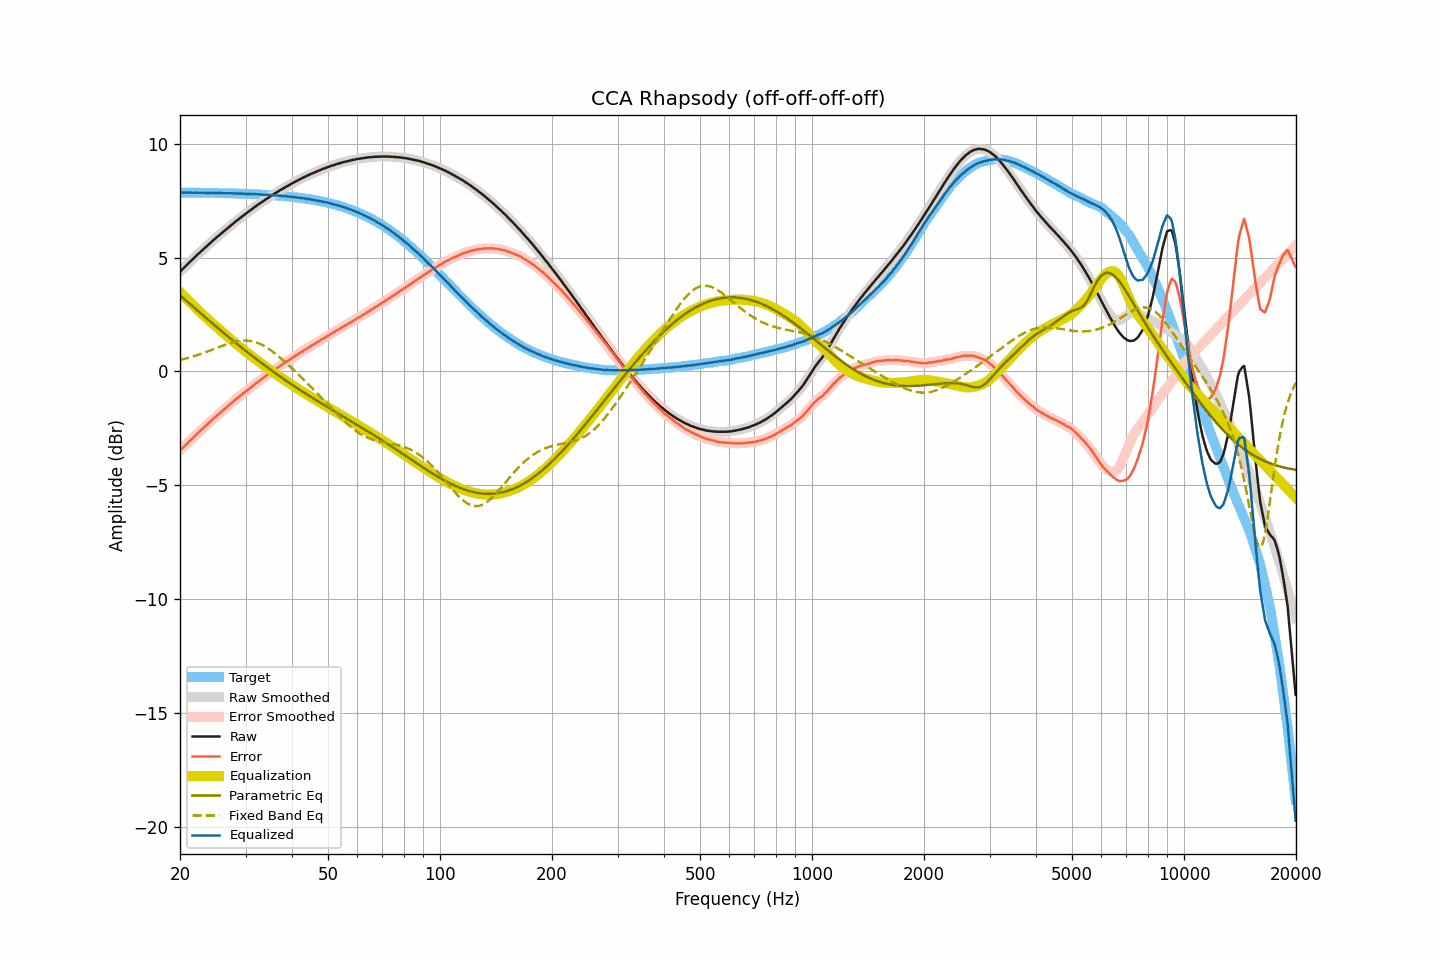 CCA Rhapsody (off-off-off-off)
10
5
0
−5
−10
−15
−20
Amplitude (dBr)
Target
Raw Smoothed
Error Smoothed
Raw
Error
Equalization
Parametric Eq
Fixed Band Eq
Equalized
20 50 100 200 500 1000 2000 5000 10000 20000
Frequency (Hz)